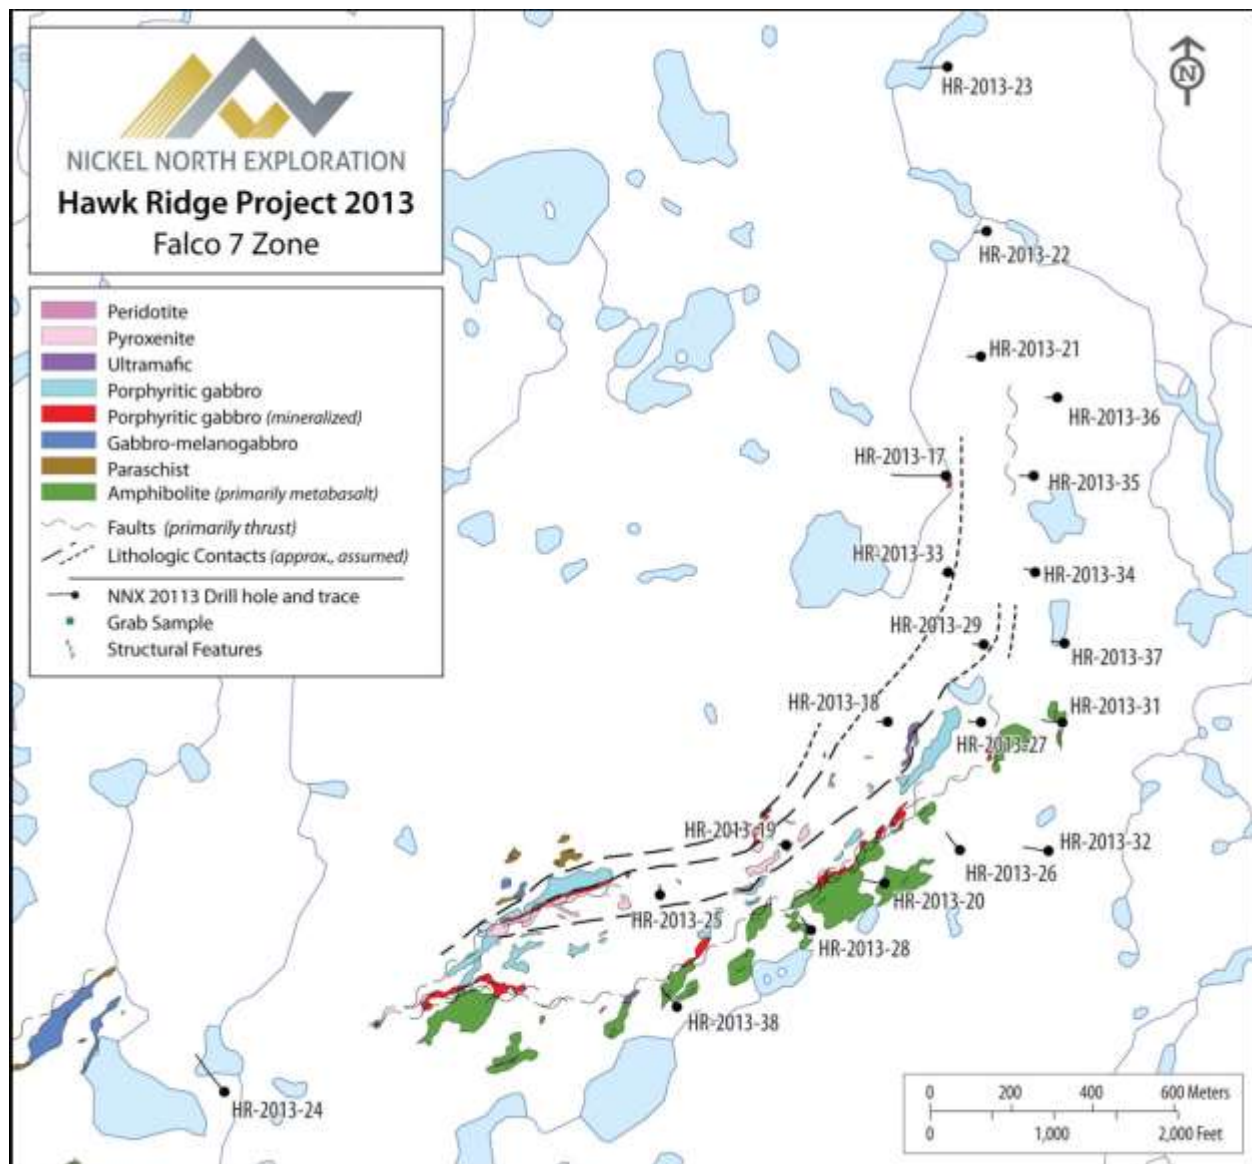 NICKEL NORTH EXPLORATION
Hawk Ridge Project 2013
Falco 7 Zone
Peridotite
Pyroxenite
Ultramafic
Porphyritic gabbro
Porphyritic gabbro (mineralized)
Gabbro-melanogabbro
Paraschist
Amphibolite (primarily metabasalt)
Faults (primarily thrust)
Lithologic Contacts (approx., assumed)
NNX 20113 Drill hole and trace
Grab Sample
Structural Features
N
HR-2013-23
HR-2013-22
HR-2013-21
HR-2013-36
HR-2013-17
HR-2013-35
HR-2013-33
HR-2013-34
HR-2013-29
HR-2013-37
HR-2013-18
HR-2013-31
HR-2013-27
HR-2013-19
HR-2013-32
HR-2013-26
HR-2013-20
HR-2013-25
HR-2013-28
HR-2013-38
HR-2013-24
0 200 400 600 Meters
0 1,000 2,000 Feet